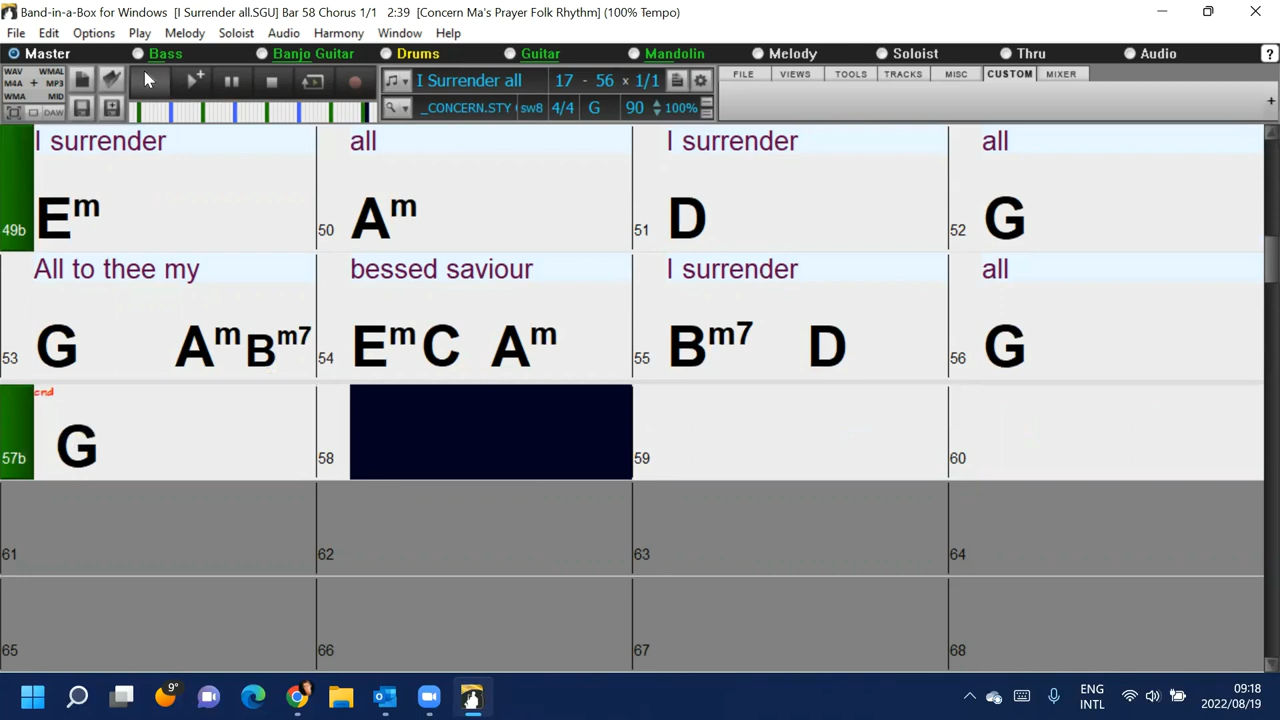 Band-in-a-Box for Windows [I Surrender all.SGU] Bar 58 Chorus 1/1 2:39 [Concern Ma's Prayer Folk Rhythm] (100% Tempo)
File Edit Options Play Melody Soloist Audio Harmony Window Help
Master Bass Banjo Guitar Drums Guitar Mandolin Melody Soloist Thru Audio ?
WAV WMAL
M4A + MP3
WMA MID
DAW
I Surrender all 17 - 56 x 1/1
_CONCERN.STY ( sw8 4/4 G 90 100%
FILE VIEWS TOOLS TRACKS MISC CUSTOM MIXER
+
I surrender all I surrender all
49b Em 50 Am 51 D 52 G
All to thee my bessed saviour I surrender all
53 G Am Bm7 54 Em C Am 55 Bm7 D 56 G
end
57b G 58 59 60
61 62 63 64
65 66 67 68
9°
ENG
INTL
09:18
2022/08/19